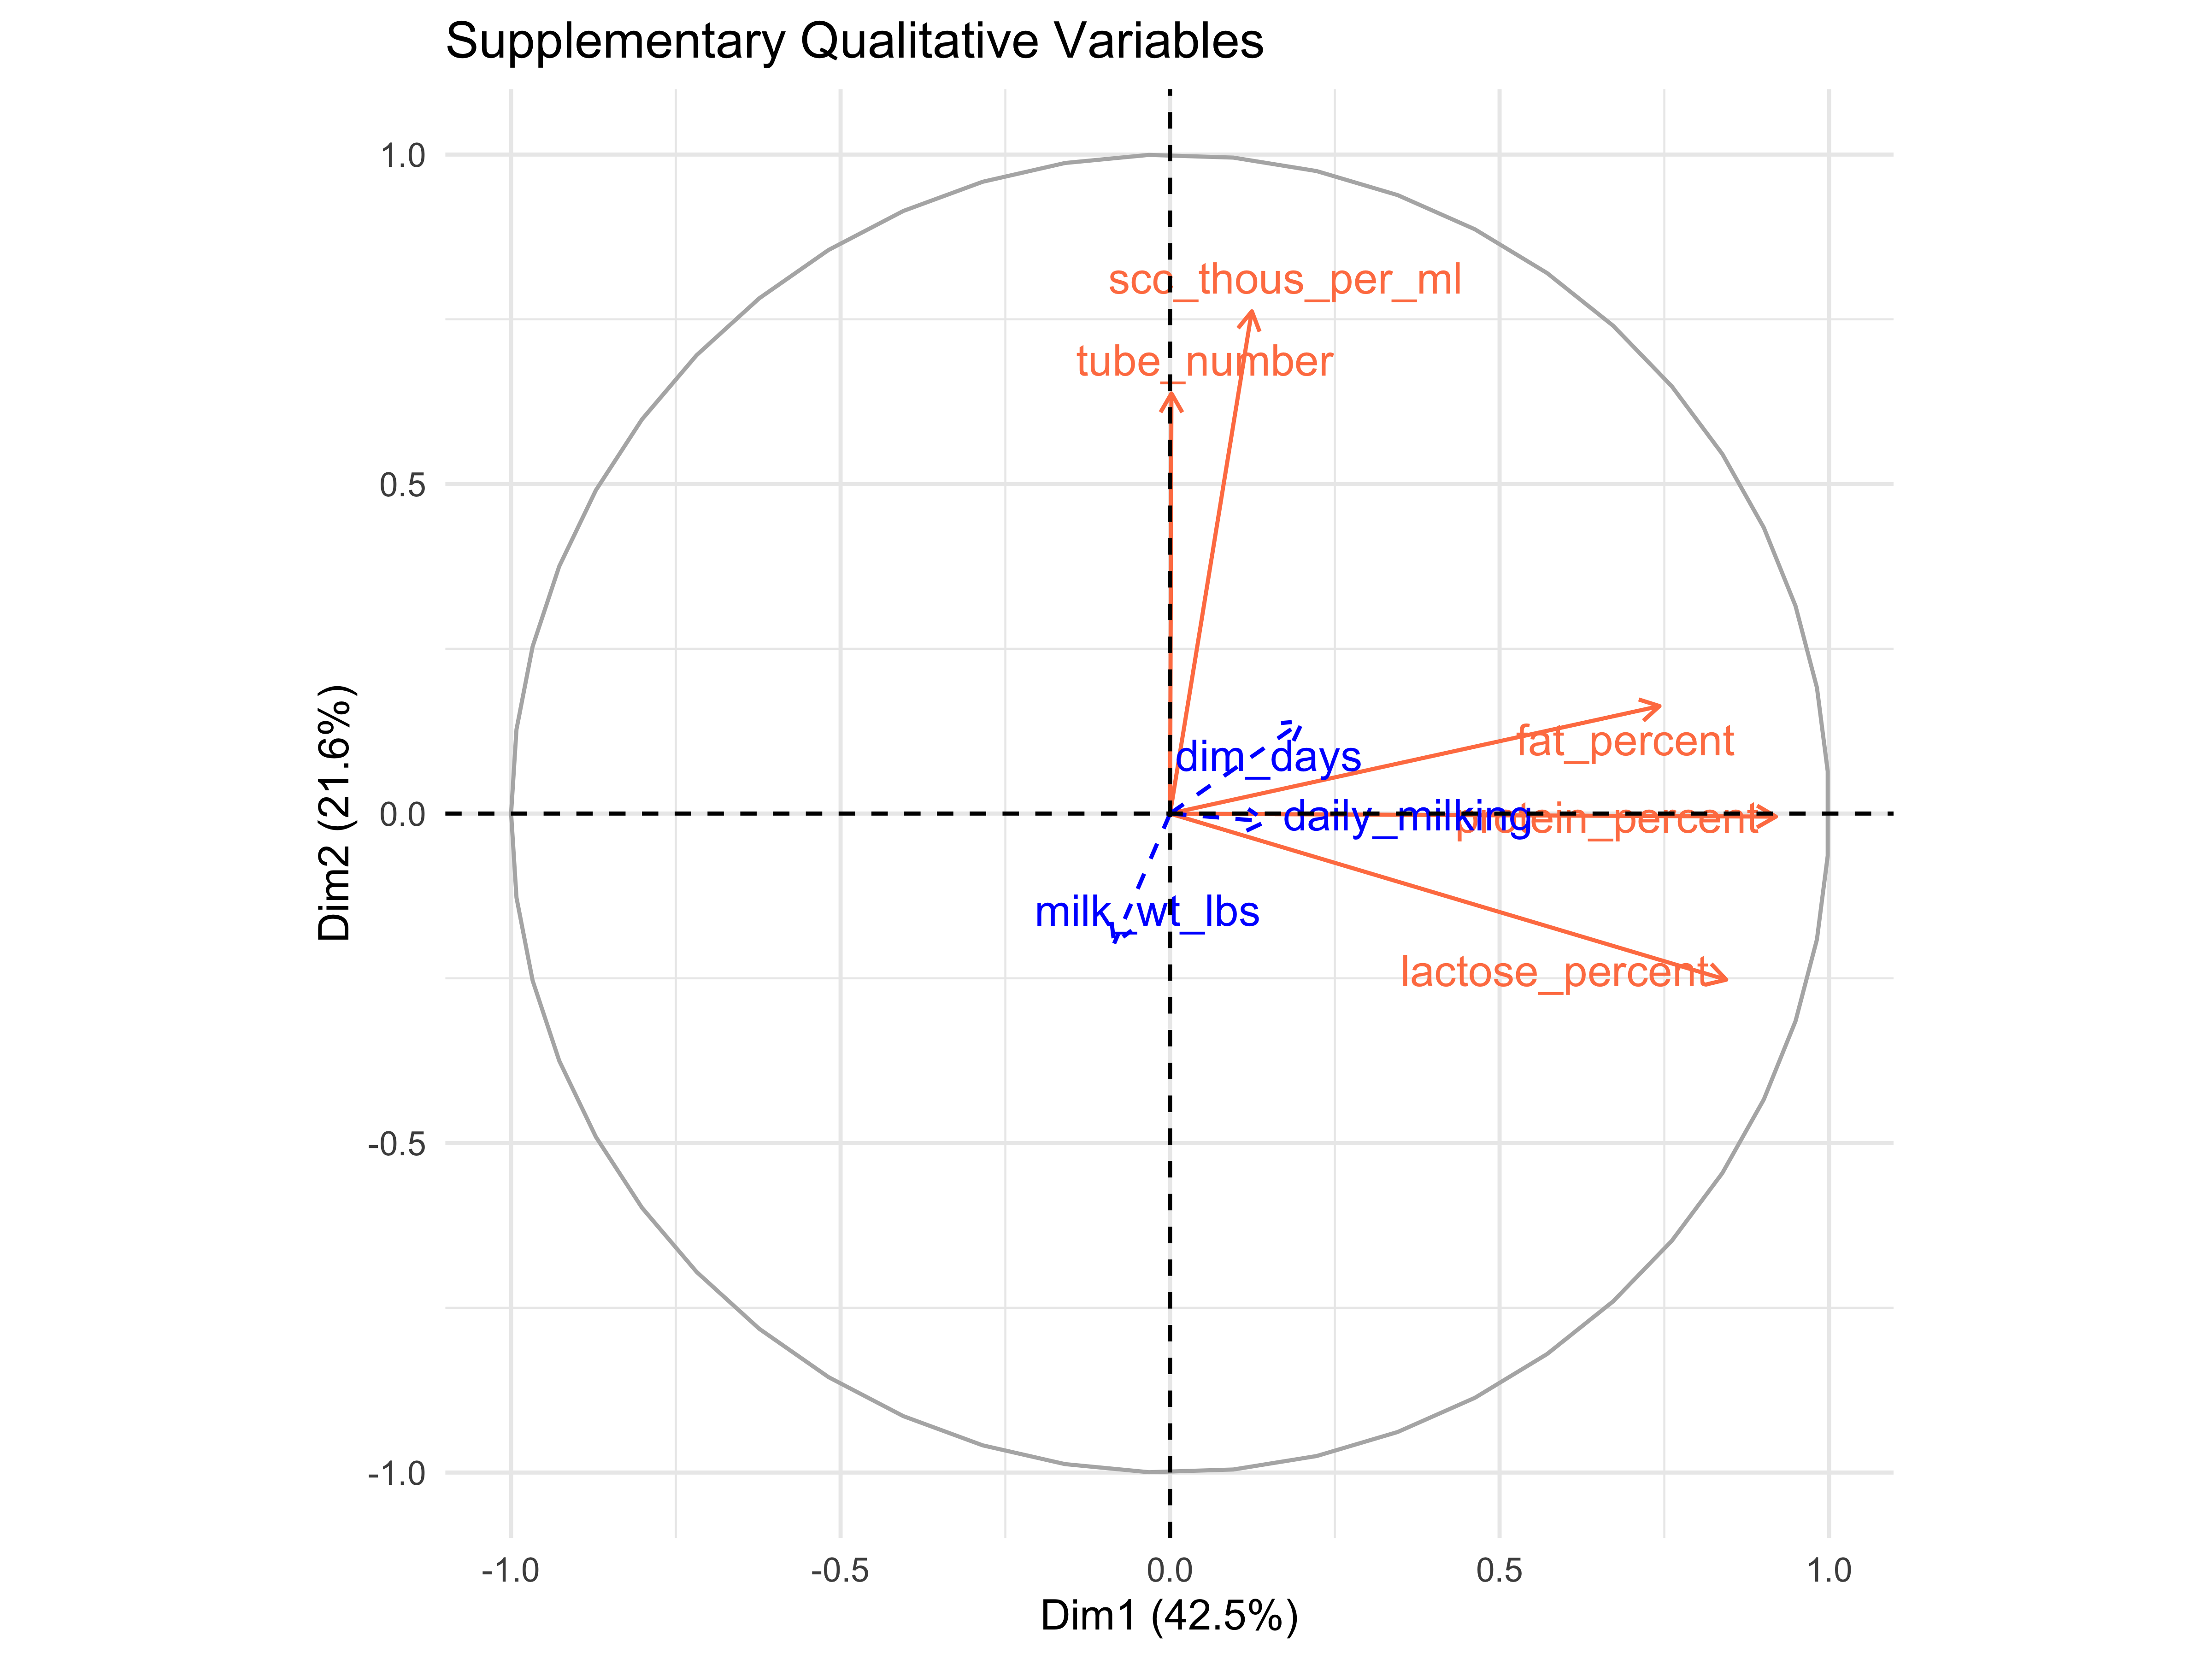 Supplementary Qualitative Variables
1.0
0.5
0.0
-0.5
-1.0
Dim2 (21.6%)
scc_thous_per_ml
tube_number
fat_percent
dim_days
daily_milking
protein_percent
milk_wt_lbs
lactose_percent
-1.0
-0.5
0.0
0.5
1.0
Dim1 (42.5%)